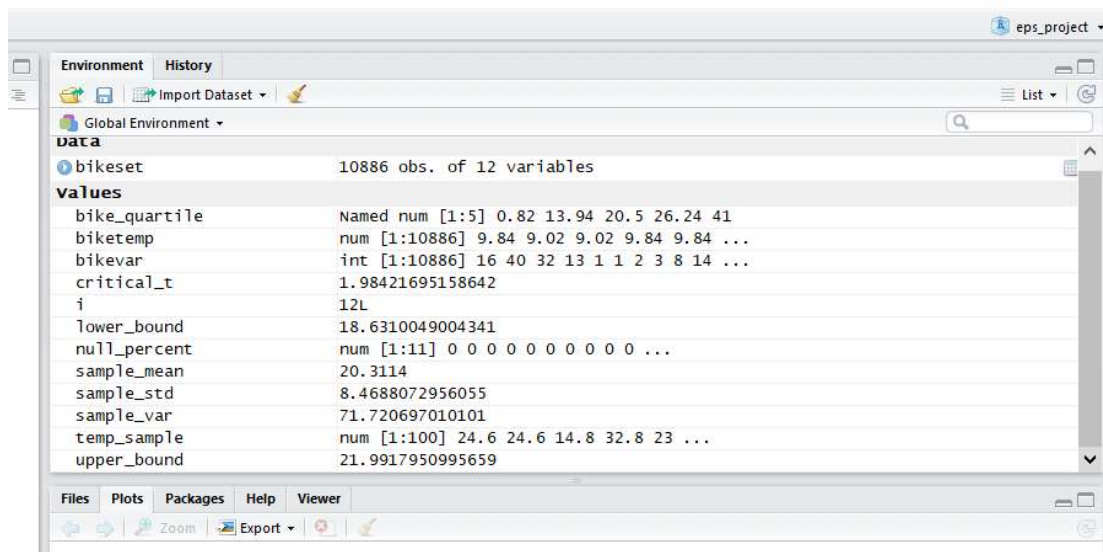 eps_project
Environment History
Import Dataset List
Global Environment
Data
bikeset 10886 obs. of 12 variables
Values
bike_quartile Named num [1:5] 0.82 13.94 20.5 26.24 41
biketemp num [1:10886] 9.84 9.02 9.02 9.84 9.84 ...
bikevar int [1:10886] 16 40 32 13 1 1 2 3 8 14 ...
critical_t 1.98421695158642
i 12L
lower_bound 18.6310049004341
null_percent num [1:11] 0 0 0 0 0 0 0 0 0 0 ...
sample_mean 20.3114
sample_std 8.4688072956055
sample_var 71.720697010101
temp_sample num [1:100] 24.6 24.6 14.8 32.8 23 ...
upper_bound 21.9917950995659
Files Plots Packages Help Viewer
Zoom Export